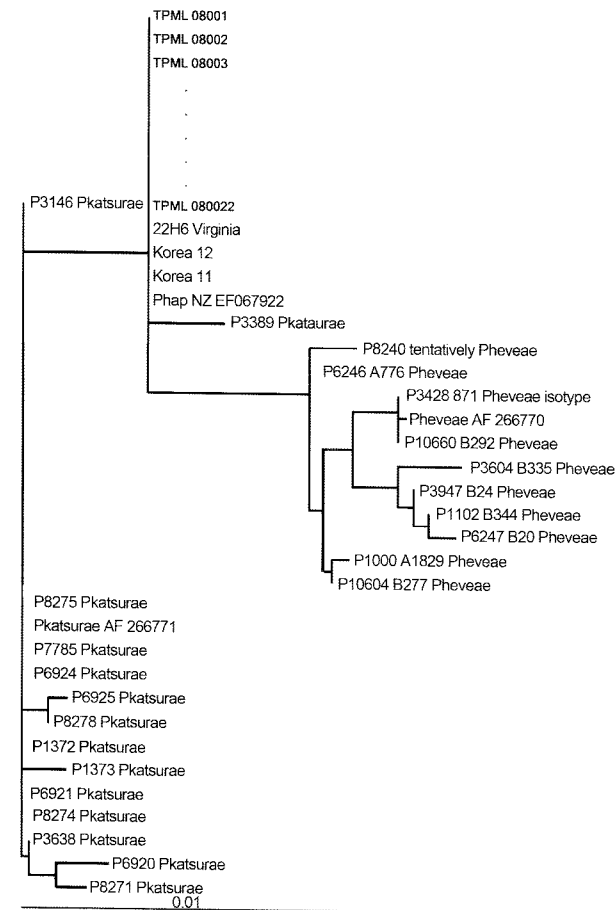 TPML 08001
TPML 08002
TPML 08003
.
.
.
.
.
P3146 Pkatsurae TPML 080022
22H6 Virginia
Korea 12
Korea 11
Phap NZ EF067922
P3389 Pkataurae
P8240 tentatively Pheveae
P6246 A776 Pheveae
P3428 871 Pheveae isotype
Pheveae AF 266770
P10660 B292 Pheveae
P3604 B335 Pheveae
P3947 B24 Pheveae
P1102 B344 Pheveae
P6247 B20 Pheveae
P1000 A1829 Pheveae
P10604 B277 Pheveae
P8275 Pkatsurae
Pkatsurae AF 266771
P7785 Pkatsurae
P6924 Pkatsurae
P6925 Pkatsurae
P8278 Pkatsurae
P1372 Pkatsurae
P1373 Pkatsurae
P6921 Pkatsurae
P8274 Pkatsurae
P3638 Pkatsurae
P6920 Pkatsurae
P8271 Pkatsurae
0.01